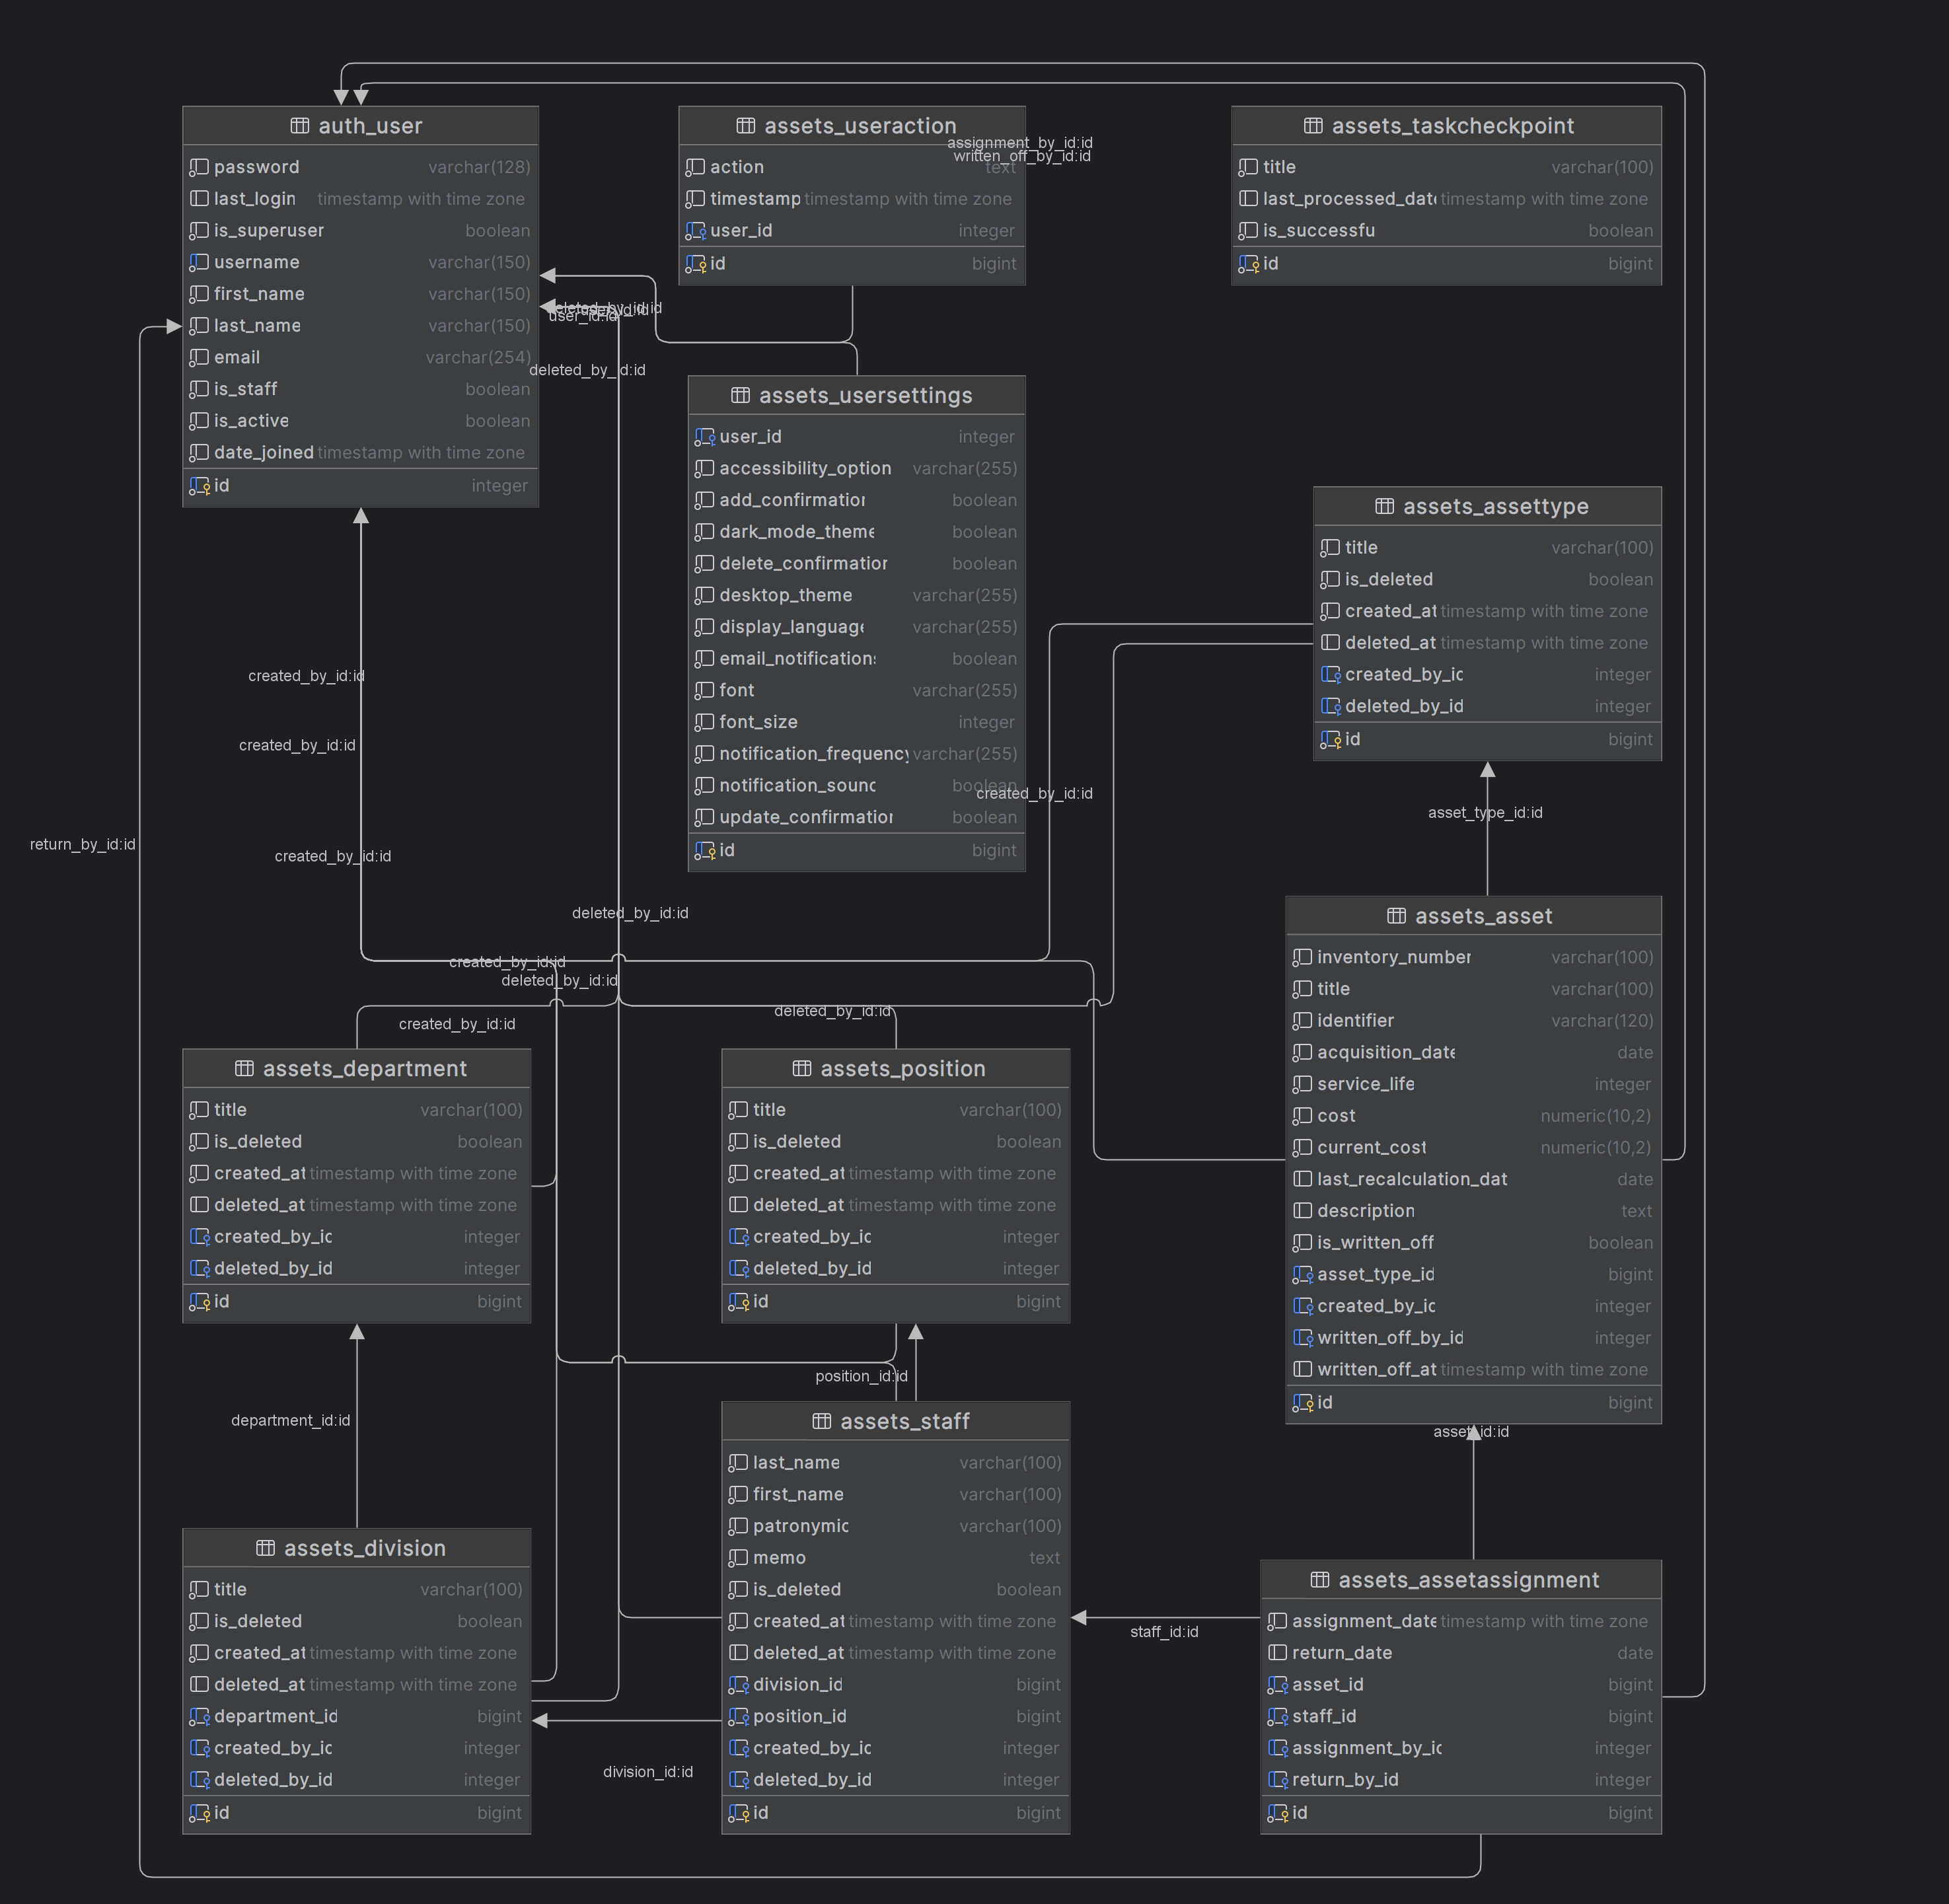 auth_user
password varchar(128)
last_login timestamp with time zone
is_superuser boolean
username varchar(150)
first_name varchar(150)
last_name varchar(150)
email varchar(254)
is_staff boolean
is_active boolean
date_joined timestamp with time zone
id integer
assets_useraction
assignment_by_id:id
written_off_by_id:id
action text
timestamp timestamp with time zone
user_id integer
id bigint
assets_taskcheckpoint
title varchar(100)
last_processed_date timestamp with time zone
is_successfu boolean
id bigint
deleted_by_id:id
user_id:id
user_id:id
deleted_by_id:id
assets_usersettings
user_id integer
accessibility_option varchar(255)
add_confirmation boolean
dark_mode_theme boolean
delete_confirmation boolean
desktop_theme varchar(255)
display_language varchar(255)
email_notifications boolean
font varchar(255)
font_size integer
notification_frequency varchar(255)
notification_sound boolean
update_confirmation boolean
id bigint
assets_assettype
title varchar(100)
is_deleted boolean
created_at timestamp with time zone
deleted_at timestamp with time zone
created_by_id integer
deleted_by_id integer
id bigint
created_by_id:id
created_by_id:id
created_by_id:id
asset_type_id:id
return_by_id:id
created_by_id:id
deleted_by_id:id
created_by_id:id
deleted_by_id:id
created_by_id:id
deleted_by_id:id
assets_asset
inventory_number varchar(100)
title varchar(100)
identifier varchar(120)
acquisition_date date
service_life integer
cost numeric(10,2)
current_cost numeric(10,2)
last_recalculation_dat date
description text
is_written_off boolean
asset_type_id bigint
created_by_id integer
written_off_by_id integer
written_off_at timestamp with time zone
id bigint
assets_department
title varchar(100)
is_deleted boolean
created_at timestamp with time zone
deleted_at timestamp with time zone
created_by_id integer
deleted_by_id integer
id bigint
assets_position
title varchar(100)
is_deleted boolean
created_at timestamp with time zone
deleted_at timestamp with time zone
created_by_id integer
deleted_by_id integer
id bigint
position_id:id
department_id:id
asset_id:id
assets_staff
last_name varchar(100)
first_name varchar(100)
patronymic varchar(100)
memo text
is_deleted boolean
created_at timestamp with time zone
deleted_at timestamp with time zone
division_id bigint
position_id bigint
created_by_id integer
deleted_by_id integer
id bigint
assets_division
title varchar(100)
is_deleted boolean
created_at timestamp with time zone
deleted_at timestamp with time zone
department_id bigint
created_by_id integer
deleted_by_id integer
id bigint
division_id:id
staff_id:id
assets_assetassignment
assignment_date timestamp with time zone
return_date date
asset_id bigint
staff_id bigint
assignment_by_id integer
return_by_id integer
id bigint